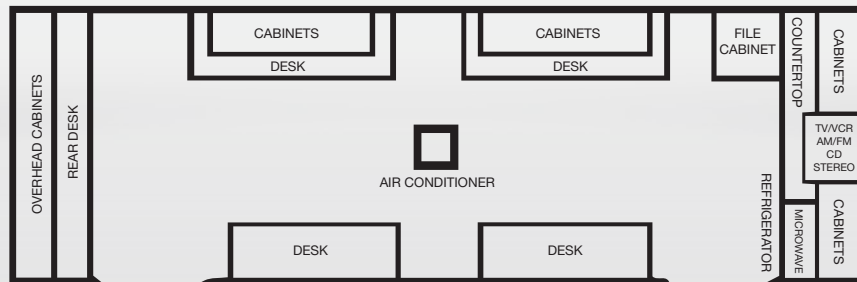 OVERHEAD CABINETS
REAR DESK
CABINETS
DESK
CABINETS
DESK
FILE
CABINET
COUNTERTOP
CABINETS
TV/VCR
AM/FM
CD
STEREO
AIR CONDITIONER
REFRIGERATOR
MICROWAVE
CABINETS
DESK
DESK